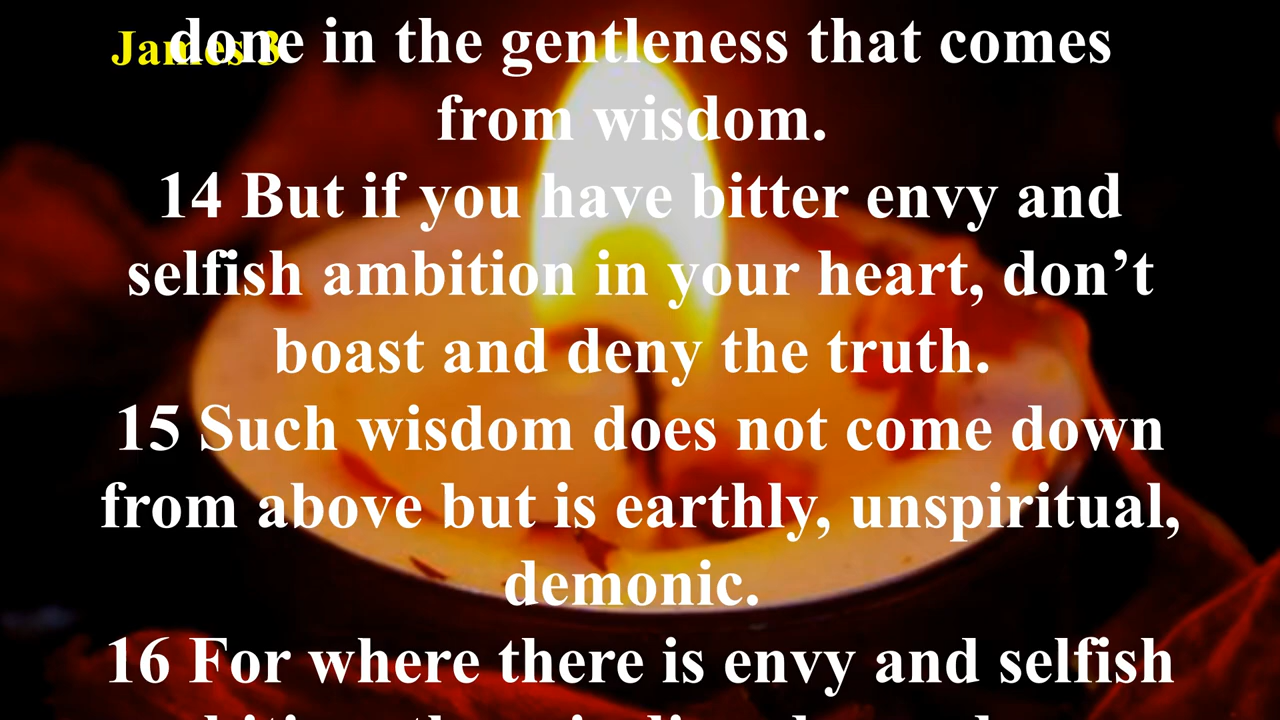 James 3
done in the gentleness that comes
from wisdom.
14 But if you have bitter envy and
selfish ambition in your heart, don’t
boast and deny the truth.
15 Such wisdom does not come down
from above but is earthly, unspiritual,
demonic.
16 For where there is envy and selfish